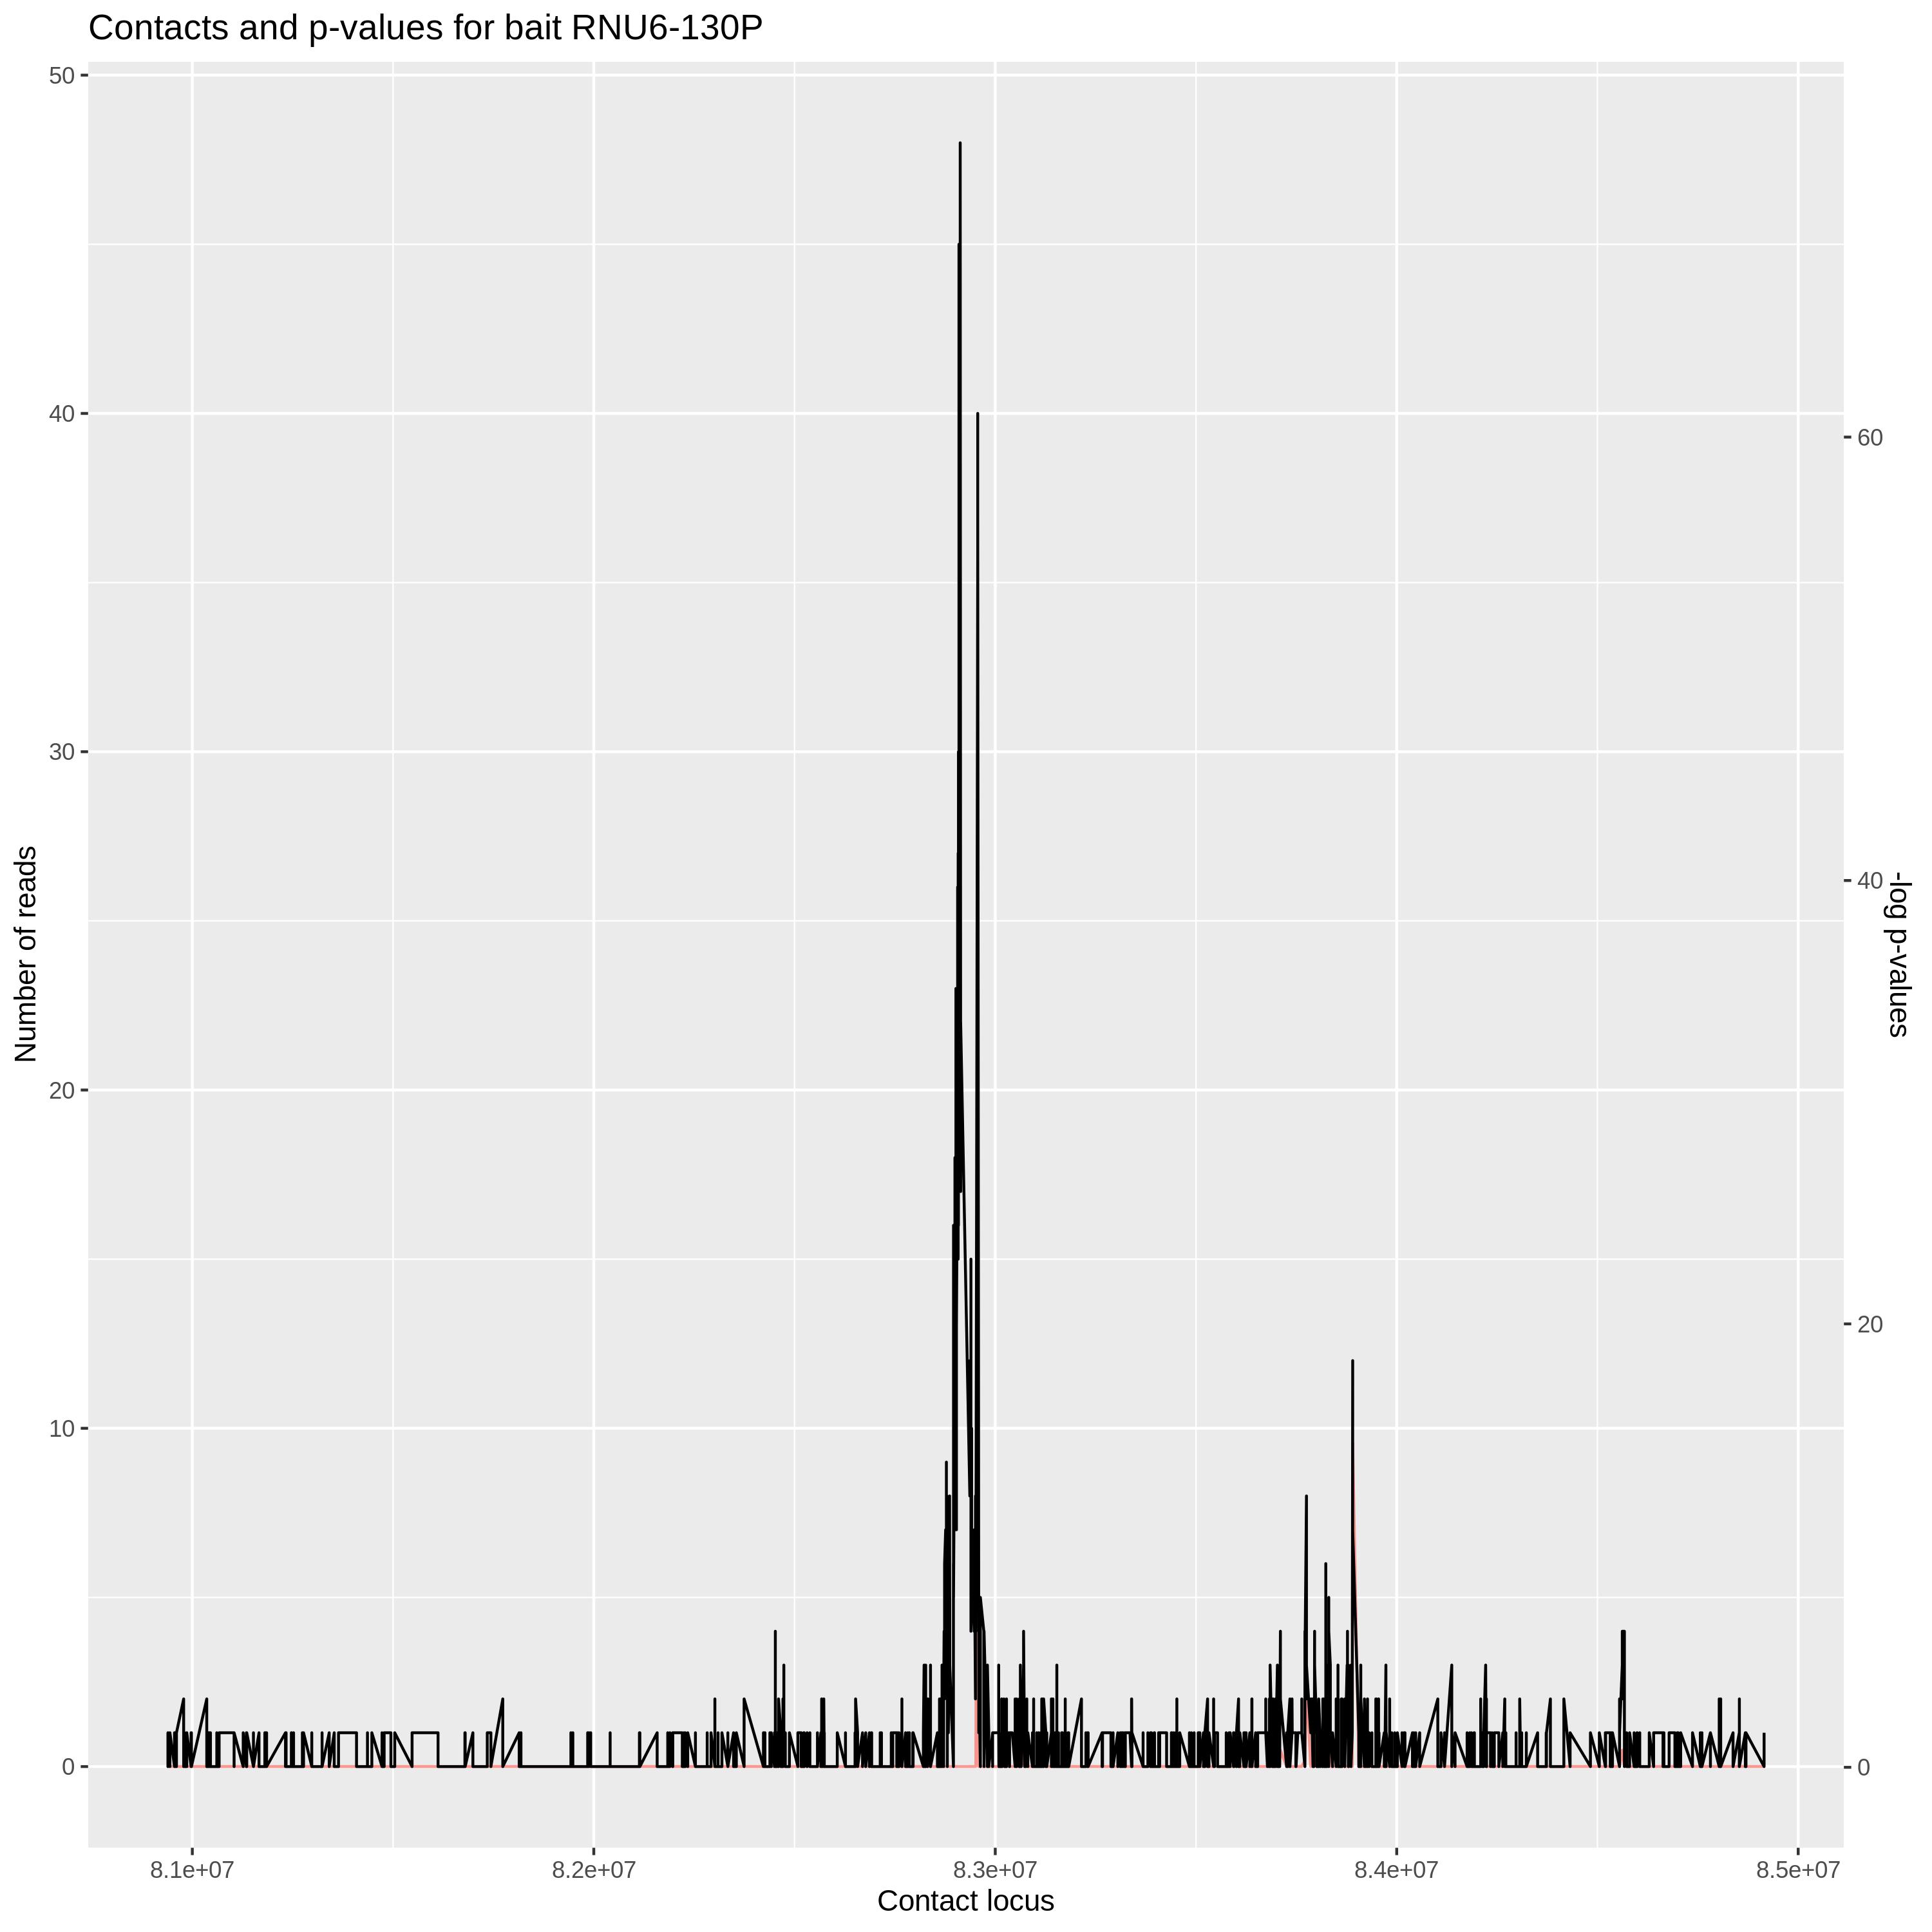 Contacts and p-values for bait RNU6-130P
50
40
30
20
10
0
Number of reads
60
40
20
0
-log p-values
8.1e+07
8.2e+07
8.3e+07
8.4e+07
8.5e+07
Contact locus